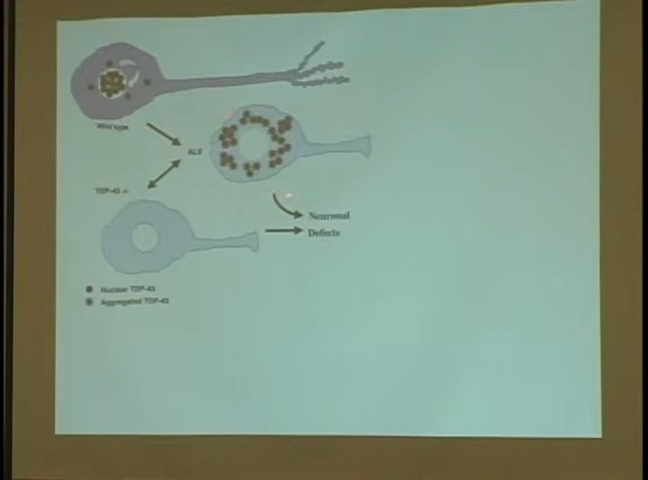 Wild type
ALS
TDP-43 -/-
Neuronal
Defects
Nuclear TDP-43
Aggregated TDP-43